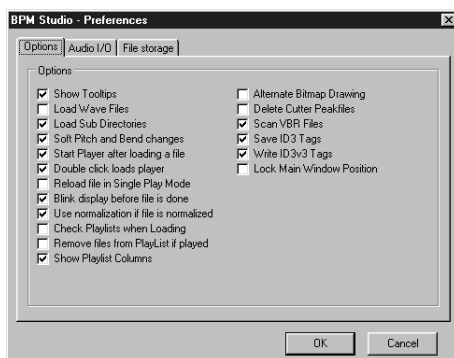 BPM Studio - Preferences
Options
Audio I/O
File storage
Options
Show Tooltips
Load Wave Files
Load Sub Directories
Soft Pitch and Bend changes
Start Player after loading a file
Double click loads player
Reload file in Single Play Mode
Blink display before file is done
Use normalization if file is normalized
Check Playlists when Loading
Remove files from PlayList if played
Show Playlist Columns
Alternate Bitmap Drawing
Delete Cutter Peakfiles
Scan VBR Files
Save ID3 Tags
Write ID3v3 Tags
Lock Main Window Position
OK
Cancel